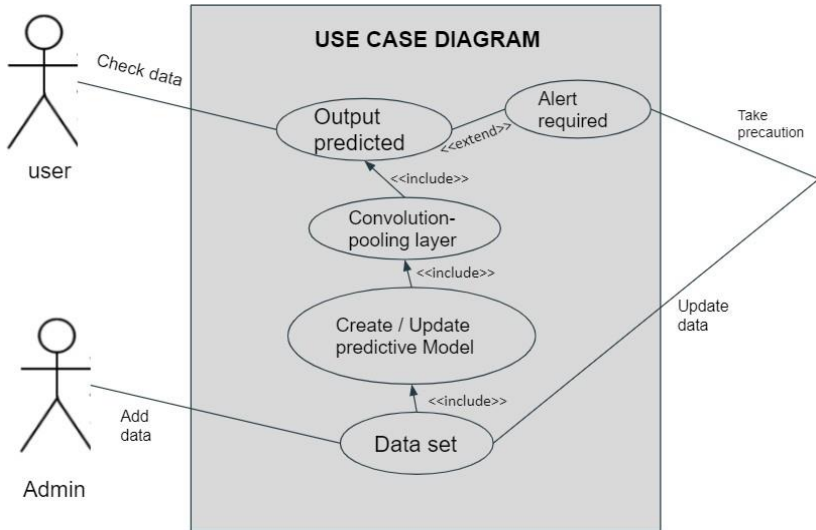 USE CASE DIAGRAM
Check data
Output
predicted
Alert
required
<<extend>>
Take
precaution
user
<<include>>
Convolution-
pooling layer
<<include>>
Create / Update
predictive Model
Update
data
<<include>>
Add
data
Data set
Admin